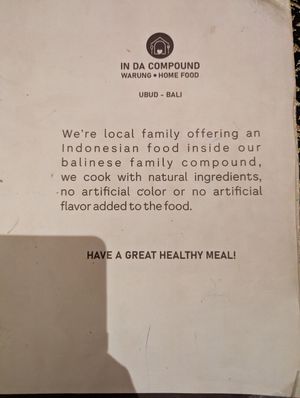 IN DA COMPOUND
WARUNG • HOME FOOD
UBUD - BALI
We're local family offering an
Indonesian food inside our
balinese family compound,
we cook with natural ingredients,
no artificial color or no artificial
flavor added to the food.
HAVE A GREAT HEALTHY MEAL!